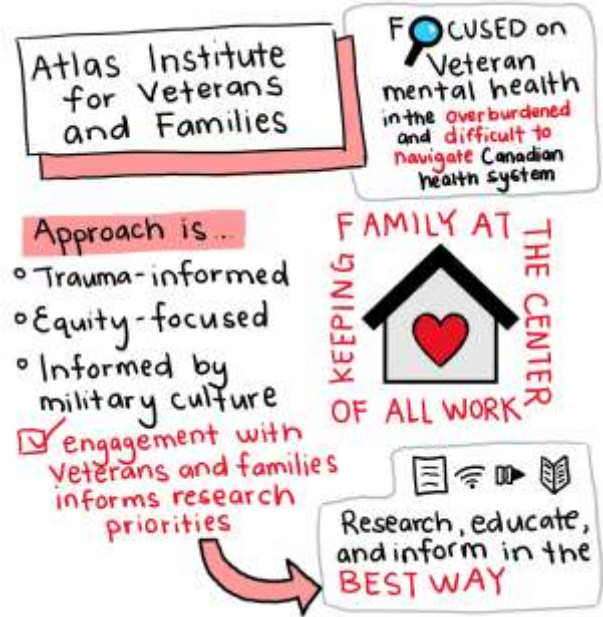 Atlas Institute
for Veterans
and Families
FOCUSED on
Veteran
mental health
in the overburdened
and difficult to
navigate Canadian
health system
Approach is...
Trauma-informed
Equity-focused
Informed by
military culture
engagement with
Veterans and families
informs research
priorities
KEEPING
FAMILY AT
THE CENTER
OF ALL WORK
Research, educate,
and inform in the
BEST WAY